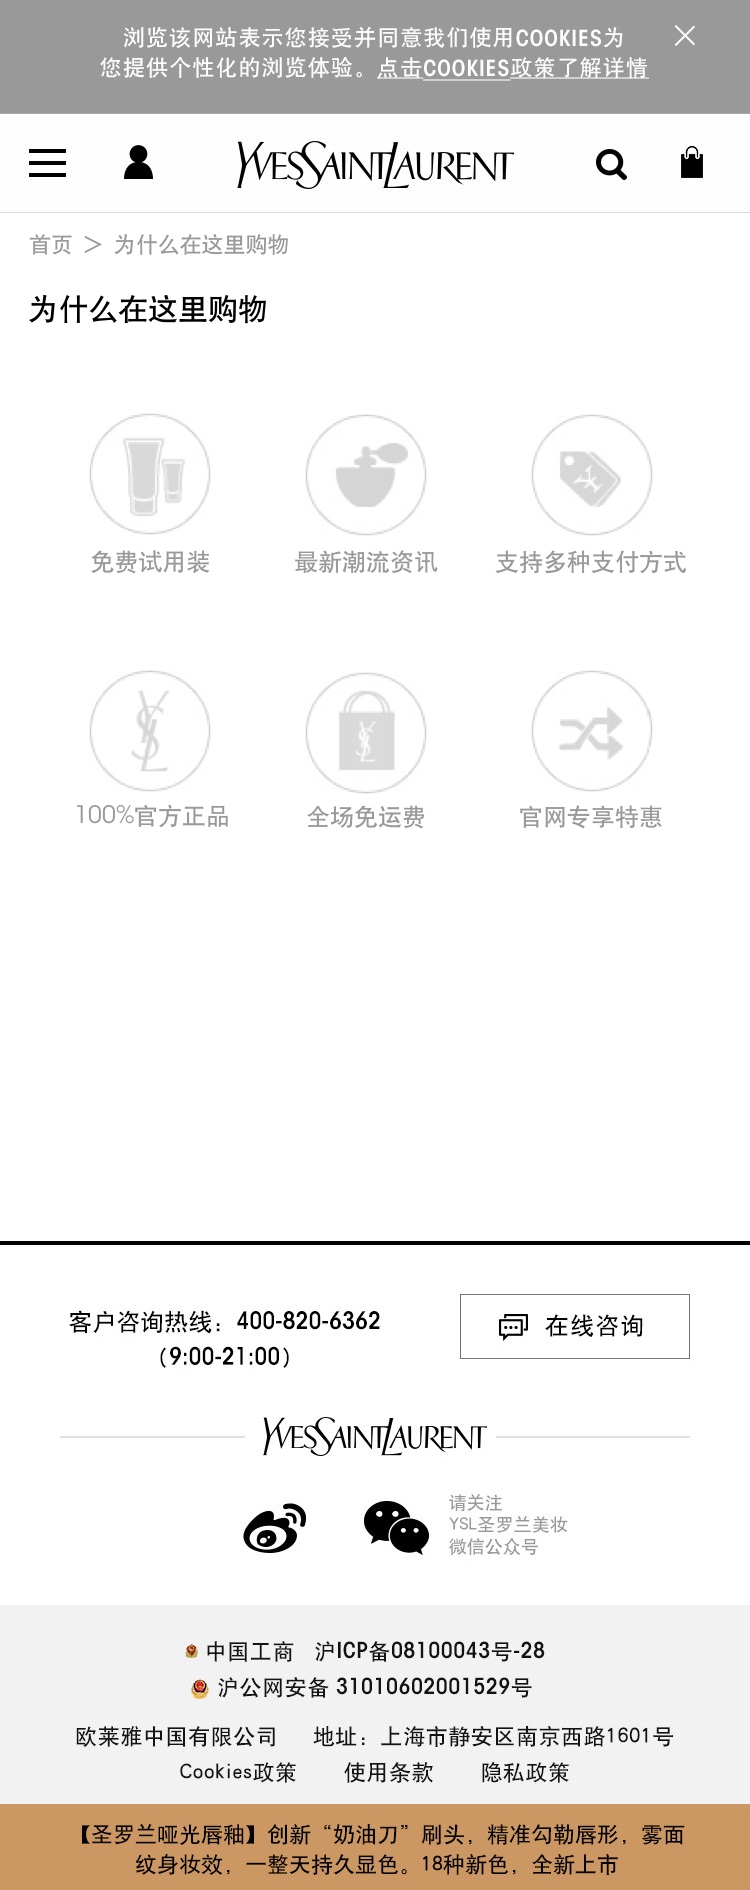 浏览该网站表示您接受并同意我们使用COOKIES为
您提供个性化的浏览体验。点击COOKIES政策了解详情
YVESSAINTLAURENT
首页 > 为什么在这里购物
为什么在这里购物
免费试用装
最新潮流资讯
支持多种支付方式
YSL
YSL
100%官方正品
全场免运费
官网专享特惠
客户咨询热线：400-820-6362
（9:00-21:00）
在线咨询
YVESSAINTLAURENT
请关注
YSL圣罗兰美妆
微信公众号
中国工商 沪ICP备08100043号-28
沪公网安备 31010602001529号
欧莱雅中国有限公司 地址：上海市静安区南京西路1601号
Cookies政策 使用条款 隐私政策
【圣罗兰哑光唇釉】创新“奶油刀”刷头，精准勾勒唇形，雾面
纹身妆效，一整天持久显色。18种新色，全新上市